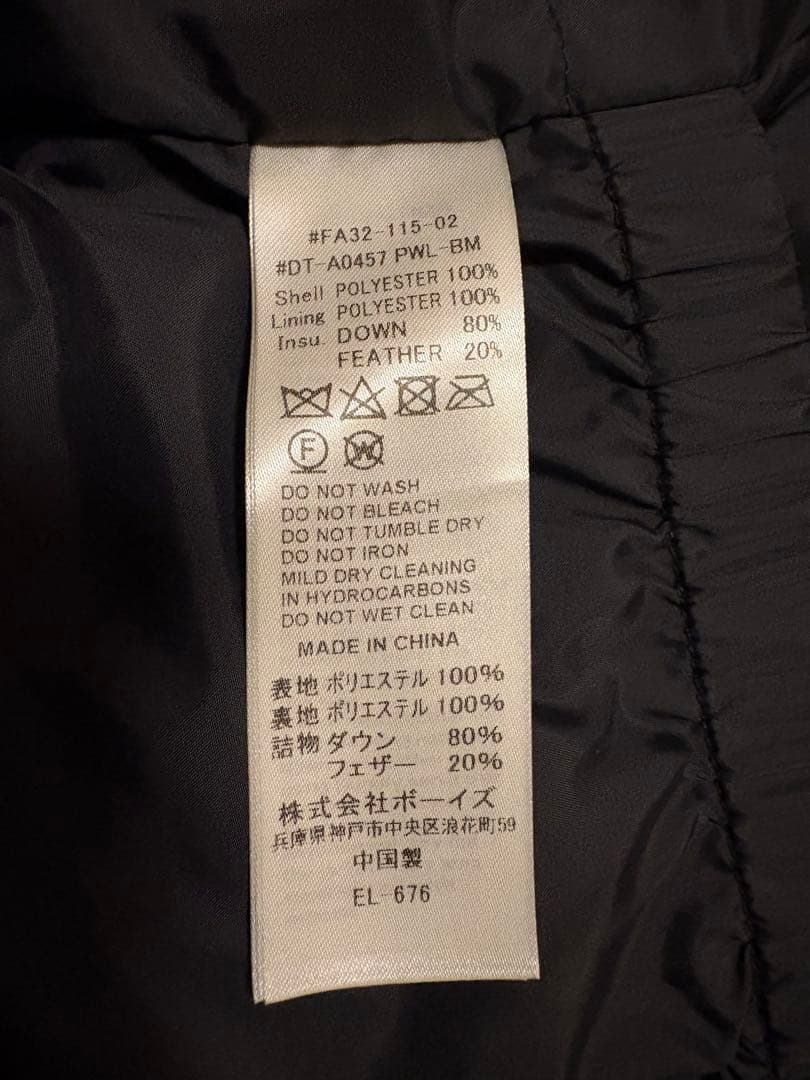 #FA32-115-02
#DT-A0457 PWL-BM
Shell POLYESTER 100%
Lining POLYESTER 100%
Insu. DOWN 80%
FEATHER 20%
F W
DO NOT WASH
DO NOT BLEACH
DO NOT TUMBLE DRY
DO NOT IRON
MILD DRY CLEANING
IN HYDROCARBONS
DO NOT WET CLEAN
MADE IN CHINA
表地 ポリエステル 100%
裏地 ポリエステル 100%
詰物 ダウン 80%
フェザー 20%
株式会社ボーイズ
兵庫県神戸市中央区浪花町59
中国製
EL-676